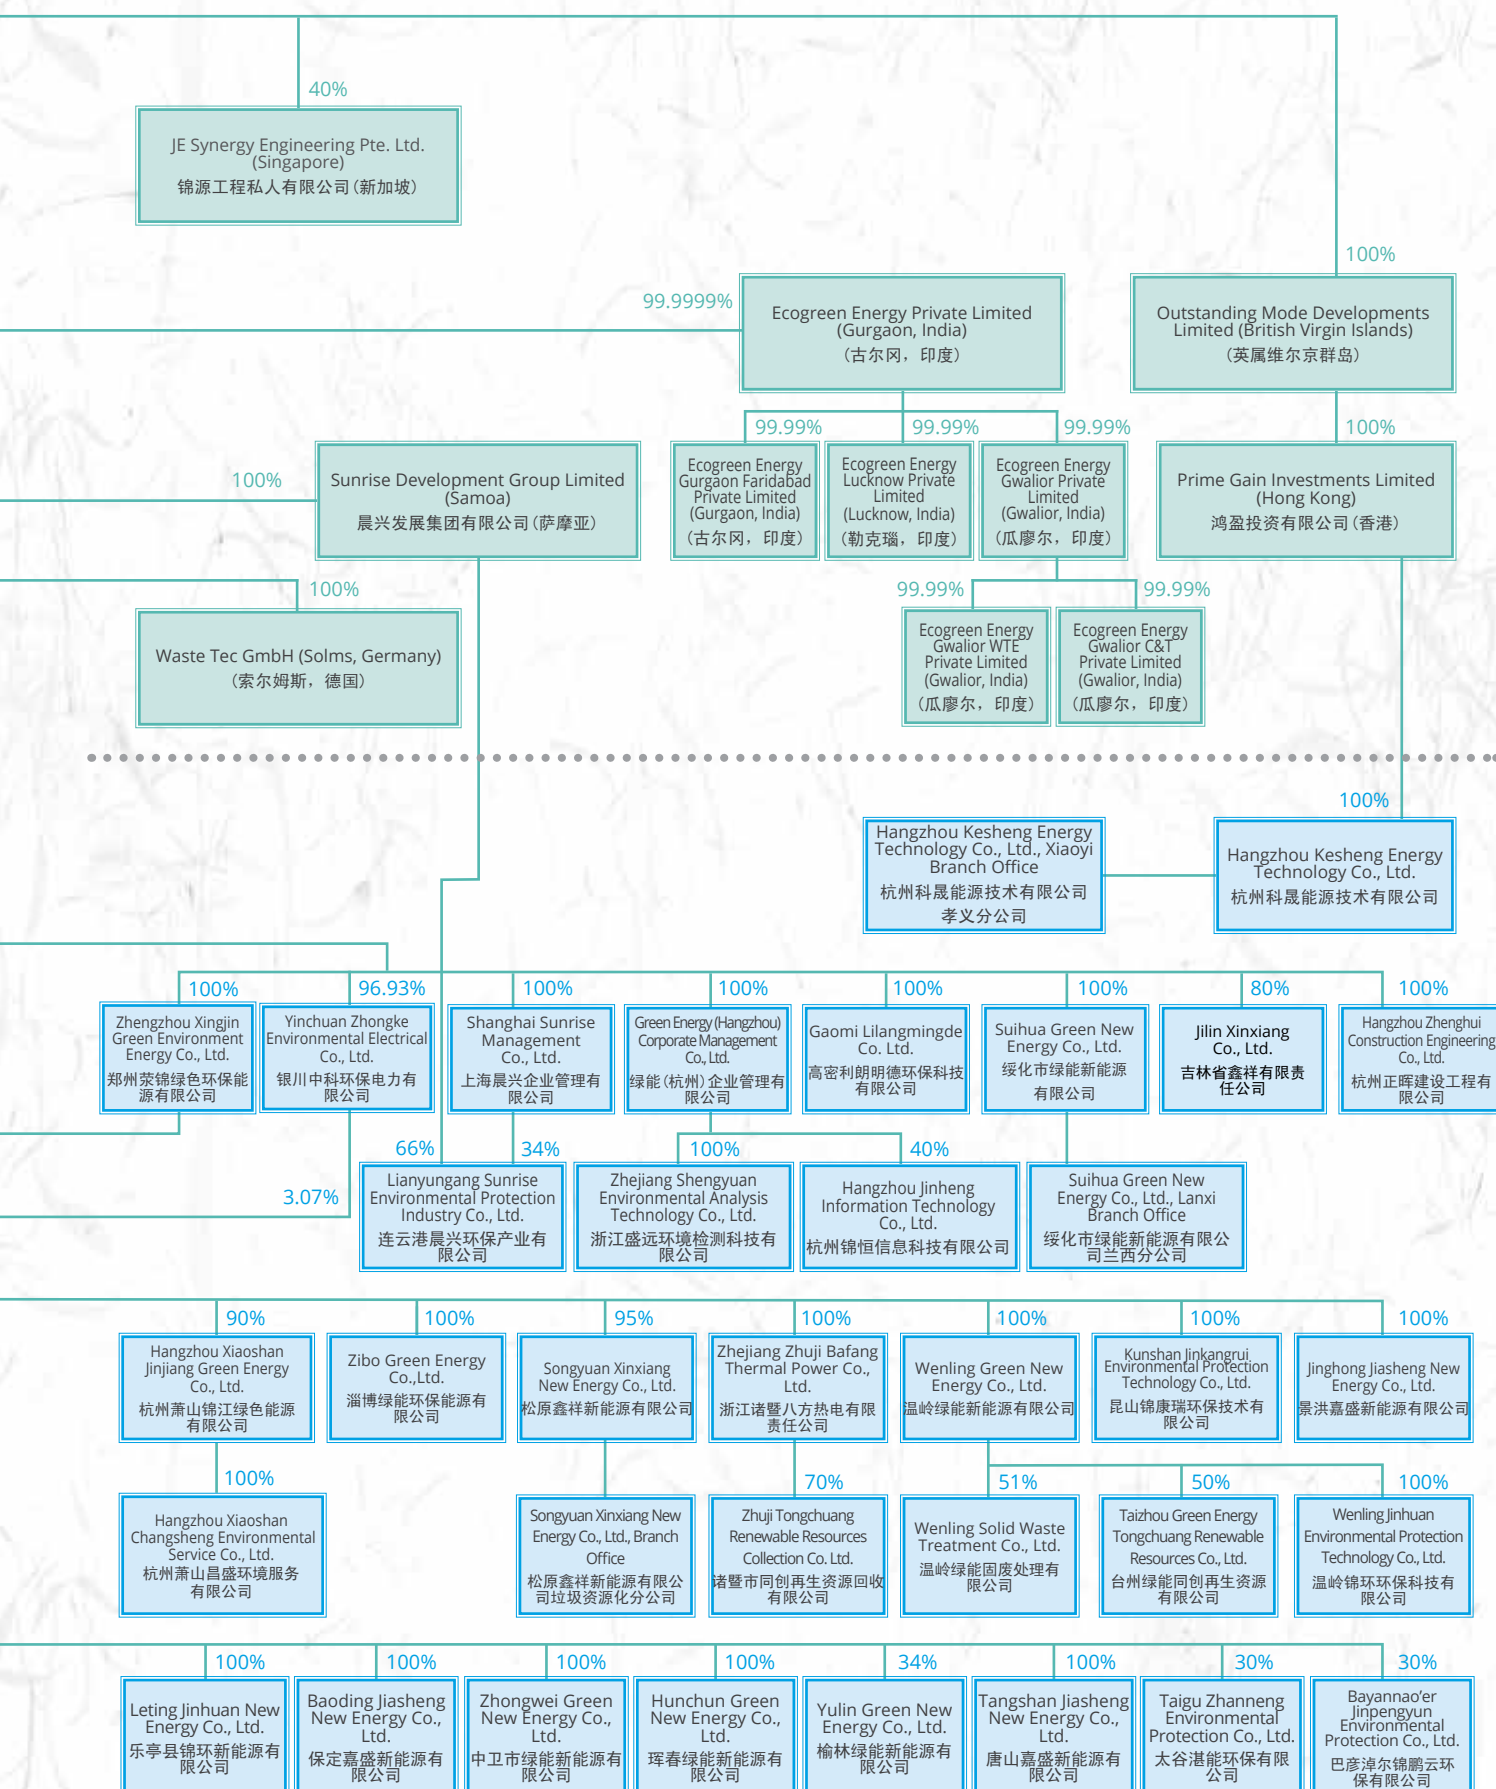 40%
JE Synergy Engineering Pte. Ltd.
(Singapore)
锦源工程私人有限公司(新加坡)
100%
99.9999%
Ecogreen Energy Private Limited
(Gurgaon, India)
(古尔冈，印度)
Outstanding Mode Developments
Limited (British Virgin Islands)
(英属维尔京群岛)
99.99%
99.99%
99.99%
100%
100%
Sunrise Development Group Limited
(Samoa)
晨兴发展集团有限公司(萨摩亚)
Ecogreen Energy
Gurgaon Faridabad
Private Limited
(Gurgaon, India)
(古尔冈，印度)
Ecogreen Energy
Lucknow Private
Limited
(Lucknow, India)
(勒克瑙，印度)
Ecogreen Energy
Gwalior Private
Limited
(Gwalior, India)
(瓜廖尔，印度)
Prime Gain Investments Limited
(Hong Kong)
鸿盈投资有限公司(香港)
100%
99.99%
99.99%
Waste Tec GmbH (Solms, Germany)
(索尔姆斯，德国)
Ecogreen Energy
Gwalior WTE
Private Limited
(Gwalior, India)
(瓜廖尔，印度)
Ecogreen Energy
Gwalior C&T
Private Limited
(Gwalior, India)
(瓜廖尔，印度)
100%
Hangzhou Kesheng Energy
Technology Co., Ltd., Xiaoyi
Branch Office
杭州科晟能源技术有限公司
孝义分公司
Hangzhou Kesheng Energy
Technology Co., Ltd.
杭州科晟能源技术有限公司
100%
96.93%
100%
100%
100%
100%
80%
100%
Zhengzhou Xingjin
Green Environment
Energy Co., Ltd.
郑州荥锦绿色环保能
源有限公司
Yinchuan Zhongke
Environmental Electrical
Co., Ltd.
银川中科环保电力有
限公司
Shanghai Sunrise
Management
Co., Ltd.
上海晨兴企业管理有
限公司
Green Energy (Hangzhou)
Corporate Management
Co., Ltd.
绿能(杭州)企业管理有
限公司
Gaomi Lilangmingde
Co. Ltd.
高密利朗明德环保科技
有限公司
Suihua Green New
Energy Co., Ltd.
绥化市绿能新能源
有限公司
Jilin Xinxiang
Co., Ltd.
吉林省鑫祥有限责
任公司
Hangzhou Zhenghui
Construction Engineering
Co., Ltd.
杭州正晖建设工程有
限公司
66%
34%
100%
40%
3.07%
Lianyungang Sunrise
Environmental Protection
Industry Co., Ltd.
连云港晨兴环保产业有
限公司
Zhejiang Shengyuan
Environmental Analysis
Technology Co., Ltd.
浙江盛远环境检测科技有
限公司
Hangzhou Jinheng
Information Technology
Co., Ltd.
杭州锦恒信息科技有限公司
Suihua Green New
Energy Co., Ltd., Lanxi
Branch Office
绥化市绿能新能源有限公
司兰西分公司
90%
100%
95%
100%
100%
100%
100%
Hangzhou Xiaoshan
Jinjiang Green Energy
Co., Ltd.
杭州萧山锦江绿色能源
有限公司
Zibo Green Energy
Co.,Ltd.
淄博绿能环保能源有
限公司
Songyuan Xinxiang
New Energy Co., Ltd.
松原鑫祥新能源有限公司
Zhejiang Zhuji Bafang
Thermal Power Co.,
Ltd.
浙江诸暨八方热电有限
责任公司
Wenling Green New
Energy Co., Ltd.
温岭绿能新能源有限公司
Kunshan Jinkangrui
Environmental Protection
Technology Co., Ltd.
昆山锦康瑞环保技术有
限公司
Jinghong Jiasheng New
Energy Co., Ltd.
景洪嘉盛新能源有限公司
100%
70%
51%
50%
100%
Hangzhou Xiaoshan
Changsheng Environmental
Service Co., Ltd.
杭州萧山昌盛环境服务
有限公司
Songyuan Xinxiang New
Energy Co., Ltd., Branch
Office
松原鑫祥新能源有限公
司垃圾资源化分公司
Zhuji Tongchuang
Renewable Resources
Collection Co. Ltd.
诸暨市同创再生资源回收
有限公司
Wenling Solid Waste
Treatment Co., Ltd.
温岭绿能固废处理有
限公司
Taizhou Green Energy
Tongchuang Renewable
Resources Co., Ltd.
台州绿能同创再生资源
有限公司
Wenling Jinhuan
Environmental Protection
Technology Co., Ltd.
温岭锦环环保科技有
限公司
100%
100%
100%
100%
34%
100%
30%
30%
Leting Jinhuan New
Energy Co., Ltd.
乐亭县锦环新能源有
限公司
Baoding Jiasheng
New Energy Co.,
Ltd.
保定嘉盛新能源有
限公司
Zhongwei Green
New Energy Co.,
Ltd.
中卫市绿能新能源有
限公司
Hunchun Green
New Energy Co.,
Ltd.
珲春绿能新能源有
限公司
Yulin Green New
Energy Co., Ltd.
榆林绿能新能源有
限公司
Tangshan Jiasheng
New Energy Co.,
Ltd.
唐山嘉盛新能源有
限公司
Taigu Zhanneng
Environmental
Protection Co., Ltd.
太谷湛能环保有限
公司
Bayannao’er
Jinpengyun
Environmental
Protection Co., Ltd.
巴彦淖尔锦鹏云环
保有限公司